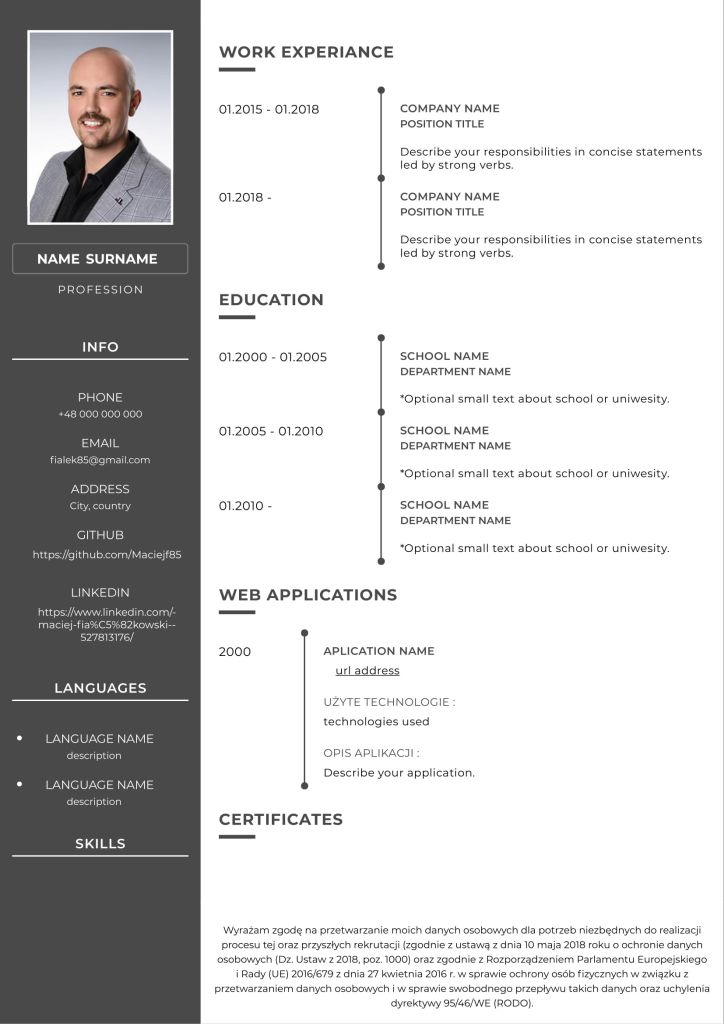 NAME SURNAME
PROFESSION
INFO
PHONE
+48 000 000 000
EMAIL
fialek85@gmail.com
ADDRESS
City, country
GITHUB
https://github.com/Maciejf85
LINKEDIN
https://www.linkedin.com/-
maciej-fia%C5%82kowski--
527813176/
LANGUAGES
LANGUAGE NAME
description
LANGUAGE NAME
description
SKILLS
WORK EXPERIANCE
01.2015 - 01.2018
COMPANY NAME
POSITION TITLE
Describe your responsibilities in concise statements
led by strong verbs.
01.2018 -
COMPANY NAME
POSITION TITLE
Describe your responsibilities in concise statements
led by strong verbs.
EDUCATION
01.2000 - 01.2005
SCHOOL NAME
DEPARTMENT NAME
*Optional small text about school or uniwesity.
01.2005 - 01.2010
SCHOOL NAME
DEPARTMENT NAME
*Optional small text about school or uniwesity.
01.2010 -
SCHOOL NAME
DEPARTMENT NAME
*Optional small text about school or uniwesity.
WEB APPLICATIONS
2000
APLICATION NAME
url address
UŻYTE TECHNOLOGIE :
technologies used
OPIS APLIKACJI :
Describe your application.
CERTIFICATES
Wyrażam zgodę na przetwarzanie moich danych osobowych dla potrzeb niezbędnych do realizacji
procesu tej oraz przyszłych rekrutacji (zgodnie z ustawą z dnia 10 maja 2018 roku o ochronie danych
osobowych (Dz. Ustaw z 2018, poz. 1000) oraz zgodnie z Rozporządzeniem Parlamentu Europejskiego
i Rady (UE) 2016/679 z dnia 27 kwietnia 2016 r. w sprawie ochrony osób fizycznych w związku z
przetwarzaniem danych osobowych i w sprawie swobodnego przepływu takich danych oraz uchylenia
dyrektywy 95/46/WE (RODO).